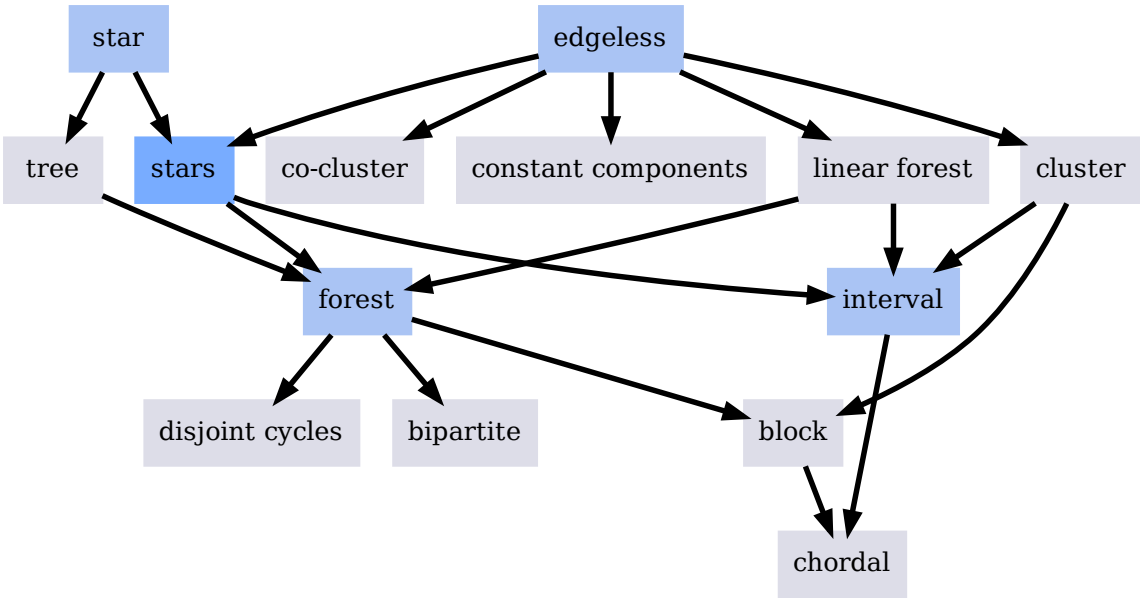 star
edgeless
tree
stars
co-cluster
constant components
linear forest
cluster
forest
interval
disjoint cycles
bipartite
block
chordal